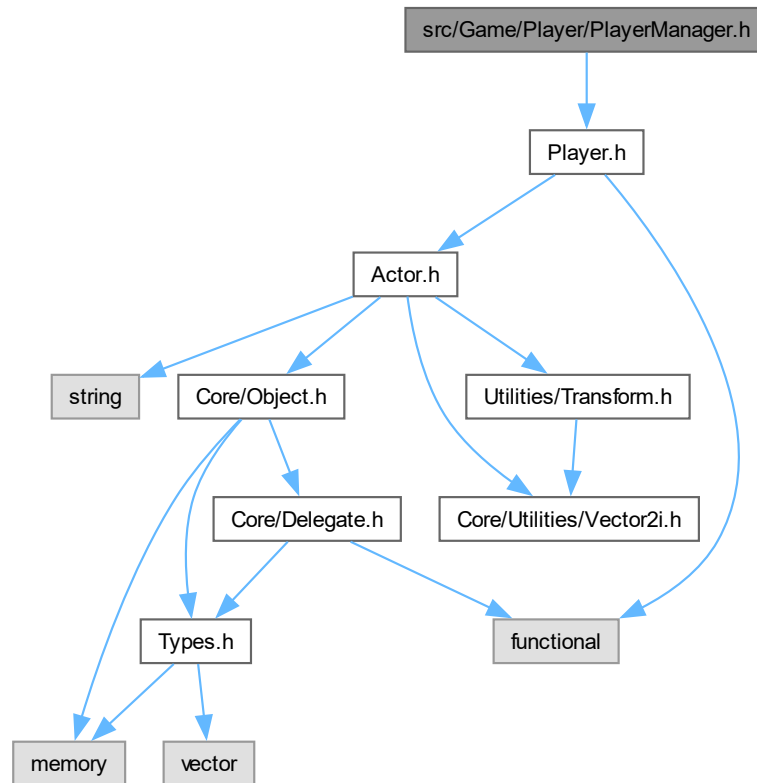 src/Game/Player/PlayerManager.h
Player.h
Actor.h
string
Core/Object.h
Utilities/Transform.h
Core/Delegate.h
Core/Utilities/Vector2i.h
Types.h
functional
memory
vector